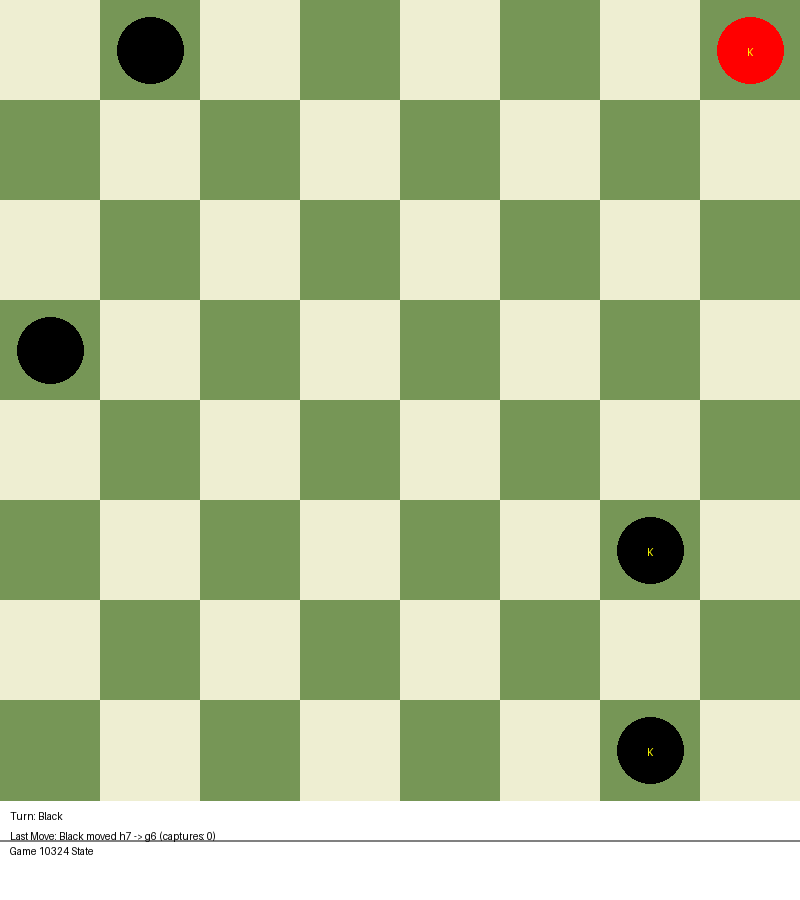 K
K
K
Turn: Black
Last Move: Black moved h7 -> g6 (captures: 0)
Game 10324 State